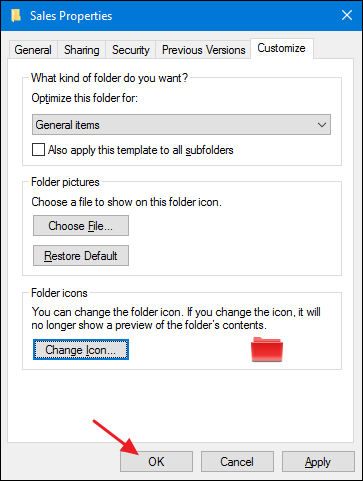 Sales Properties
General
Sharing
Security
Previous Versions
Customize
What kind of folder do you want?
Optimize this folder for:
General items
Also apply this template to all subfolders
Folder pictures
Choose a file to show on this folder icon.
Choose File...
Restore Default
Folder icons
You can change the folder icon. If you change the icon, it will
no longer show a preview of the folder's contents.
Change Icon...
OK
Cancel
Apply